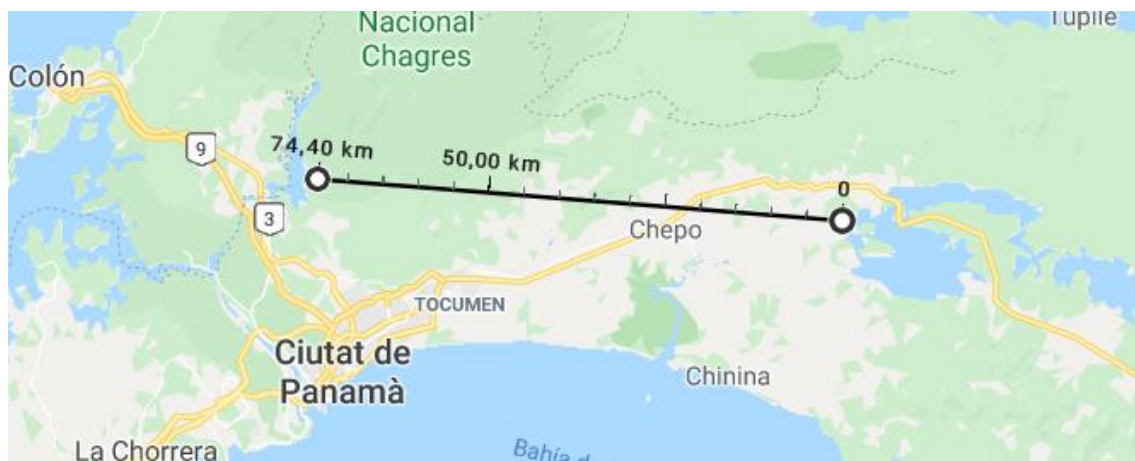 Nacional
Chagres
Tupile
Colón
9
74,40 km
50,00 km
0
3
Chepo
TOCUMEN
Ciutat de
Panamà
Chinina
La Chorrera
Bahía d